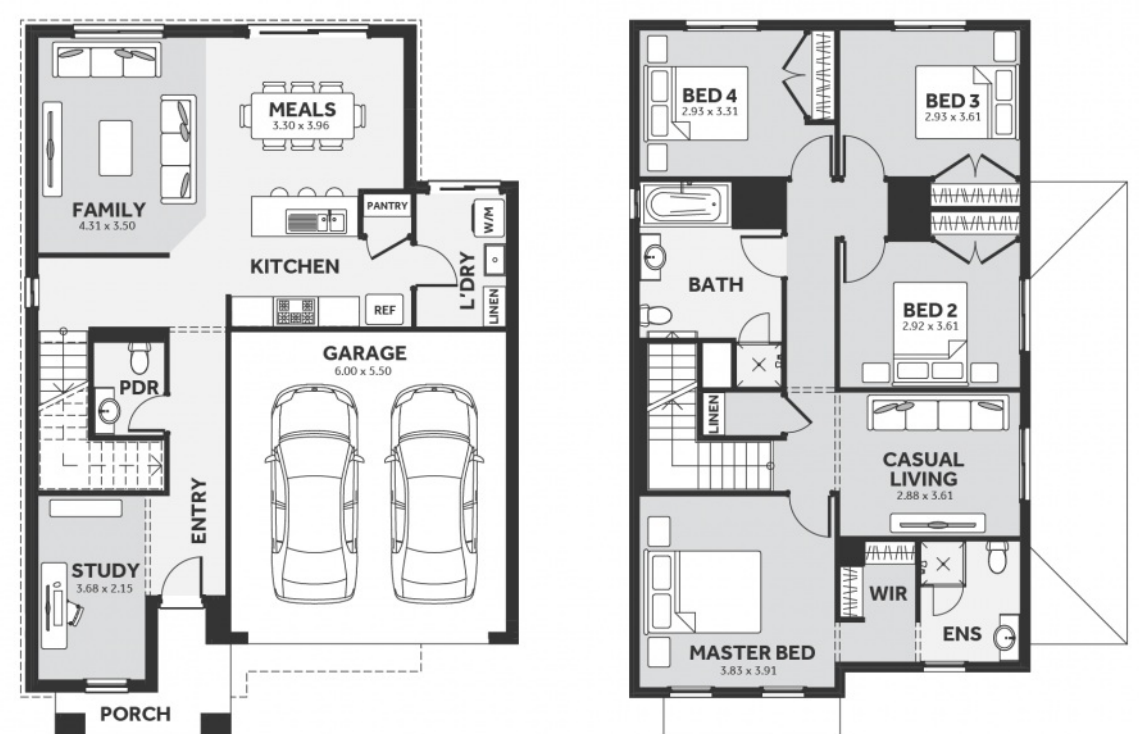 MEALS
3.30 x 3.96
FAMILY
4.31 x 3.50
PANTRY
W/M
KITCHEN
L'DRY
LINEN
REF
GARAGE
6.00 x 5.50
PDR
ENTRY
STUDY
3.68 x 2.15
PORCH
BED 4
2.93 x 3.31
BED 3
2.93 x 3.61
BATH
BED 2
2.92 x 3.61
LINEN
CASUAL
LIVING
2.88 x 3.61
WIR
ENS
MASTER BED
3.83 x 3.91